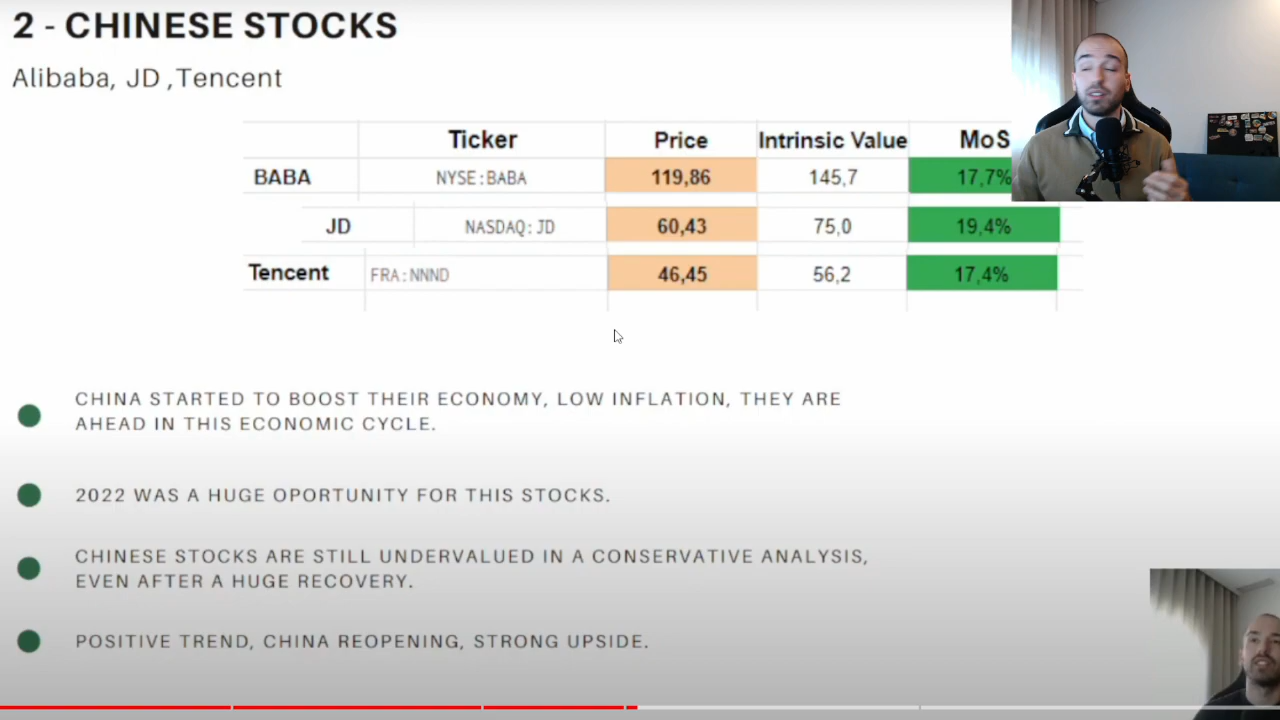 2 - CHINESE STOCKS
Alibaba, JD ,Tencent
Ticker Price Intrinsic Value MoS
BABA NYSE:BABA 119,86 145,7 17,7%
JD NASDAQ:JD 60,43 75,0 19,4%
Tencent FRA:NNND 46,45 56,2 17,4%
CHINA STARTED TO BOOST THEIR ECONOMY, LOW INFLATION, THEY ARE
AHEAD IN THIS ECONOMIC CYCLE.
2022 WAS A HUGE OPORTUNITY FOR THIS STOCKS.
CHINESE STOCKS ARE STILL UNDERVALUED IN A CONSERVATIVE ANALYSIS,
EVEN AFTER A HUGE RECOVERY.
POSITIVE TREND, CHINA REOPENING, STRONG UPSIDE.